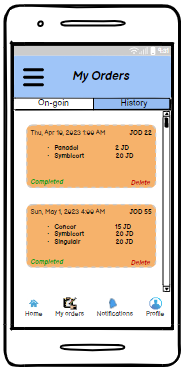 My Orders
On-goin History
Thu, Apr 19, 2023 1:00 AM JOD 22
• Panadol 2 JD
• Symbicort 20 JD
Completed Delete
Sun, May 1, 2023 4:00 AM JOD 55
• Concor 15 JD
• Symbicort 20 JD
• Singulair 20 JD
Completed Delete
Home My orders Notifications Profile